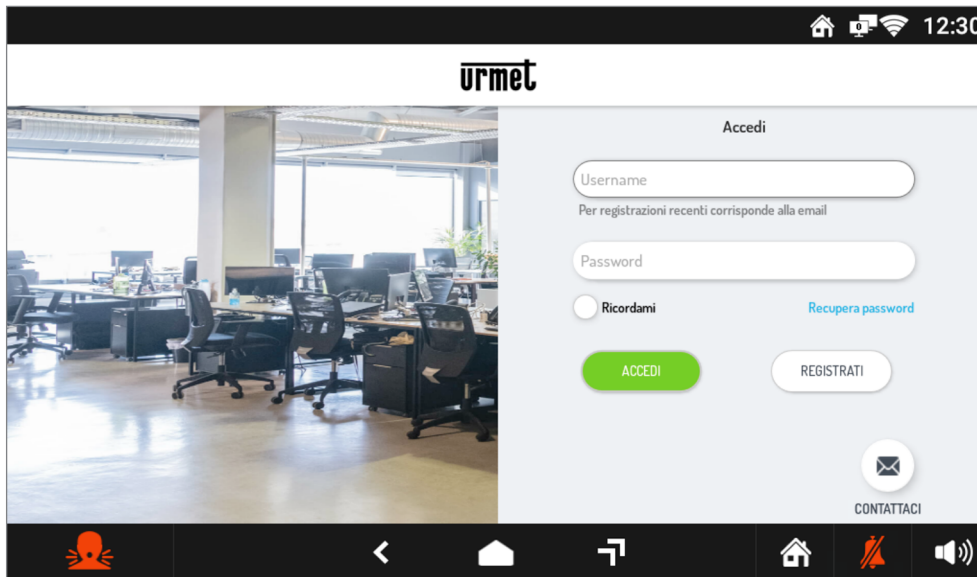 12:30
urmet
Accedi
Username
Per registrazioni recenti corrisponde alla email
Password
Ricordami
Recupera password
ACCEDI
REGISTRATI
CONTATTACI